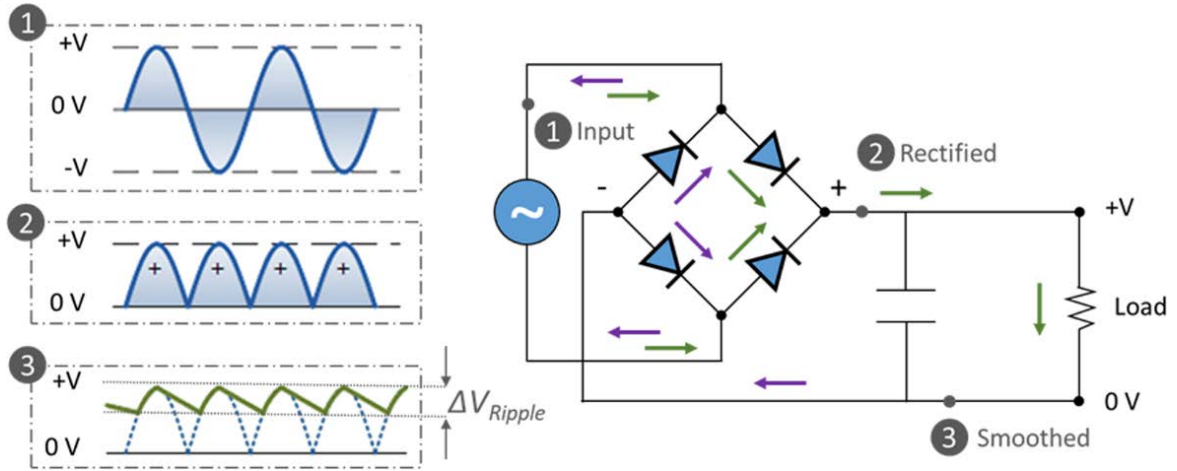 1
+V
0 V
-V
2
+V
+ + + +
0 V
3
+V
0 V
ΔV Ripple
1 Input
~
-
+
2 Rectified
+V
Load
0 V
3 Smoothed